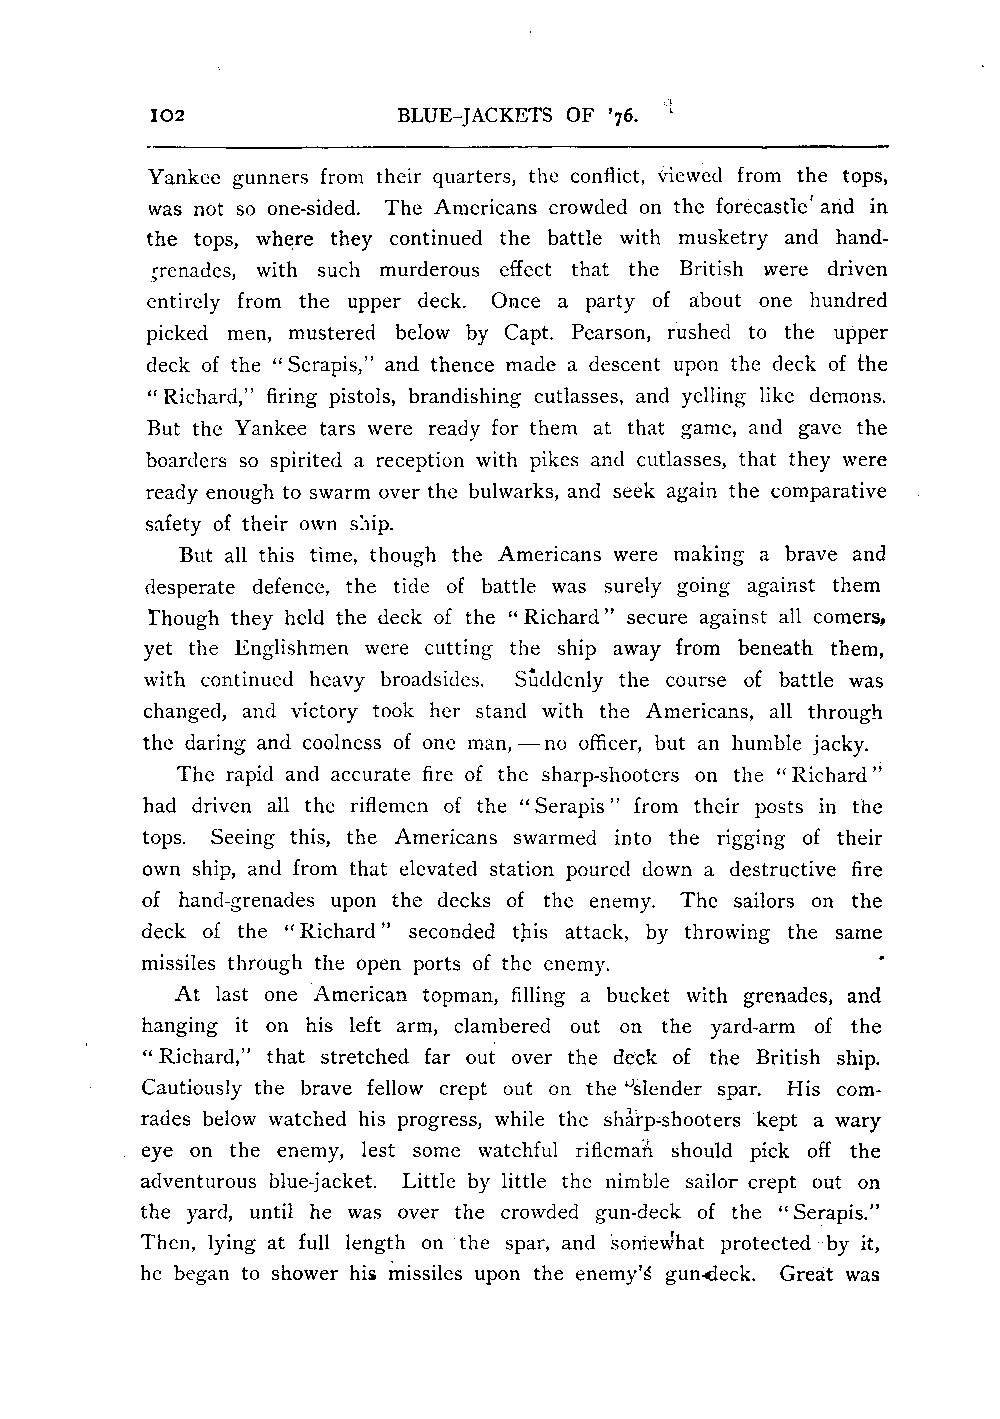 102 BLUE-JACKETS OF '76.
Yankee gunners from their quarters, the conflict, viewed from the tops,
was not so one-sided. The Americans crowded on the forecastle and in
the tops, where they continued the battle with musketry and hand-
grenades, with such murderous effect that the British were driven
entirely from the upper deck. Once a party of about one hundred
picked men, mustered below by Capt. Pearson, rushed to the upper
deck of the "Serapis," and thence made a descent upon the deck of the
"Richard," firing pistols, brandishing cutlasses, and yelling like demons.
But the Yankee tars were ready for them at that game, and gave the
boarders so spirited a reception with pikes and cutlasses, that they were
ready enough to swarm over the bulwarks, and seek again the comparative
safety of their own ship.
But all this time, though the Americans were making a brave and
desperate defence, the tide of battle was surely going against them
Though they held the deck of the "Richard" secure against all comers,
yet the Englishmen were cutting the ship away from beneath them,
with continued heavy broadsides. Suddenly the course of battle was
changed, and victory took her stand with the Americans, all through
the daring and coolness of one man,—no officer, but an humble jacky.
The rapid and accurate fire of the sharp-shooters on the "Richard"
had driven all the riflemen of the "Serapis" from their posts in the
tops. Seeing this, the Americans swarmed into the rigging of their
own ship, and from that elevated station poured down a destructive fire
of hand-grenades upon the decks of the enemy. The sailors on the
deck of the "Richard" seconded this attack, by throwing the same
missiles through the open ports of the enemy.
At last one American topman, filling a bucket with grenades, and
hanging it on his left arm, clambered out on the yard-arm of the
"Richard," that stretched far out over the deck of the British ship.
Cautiously the brave fellow crept out on the slender spar. His com-
rades below watched his progress, while the sharp-shooters kept a wary
eye on the enemy, lest some watchful rifleman should pick off the
adventurous blue-jacket. Little by little the nimble sailor crept out on
the yard, until he was over the crowded gun-deck of the "Serapis."
Then, lying at full length on the spar, and somewhat protected by it,
he began to shower his missiles upon the enemy's gun-deck. Great was